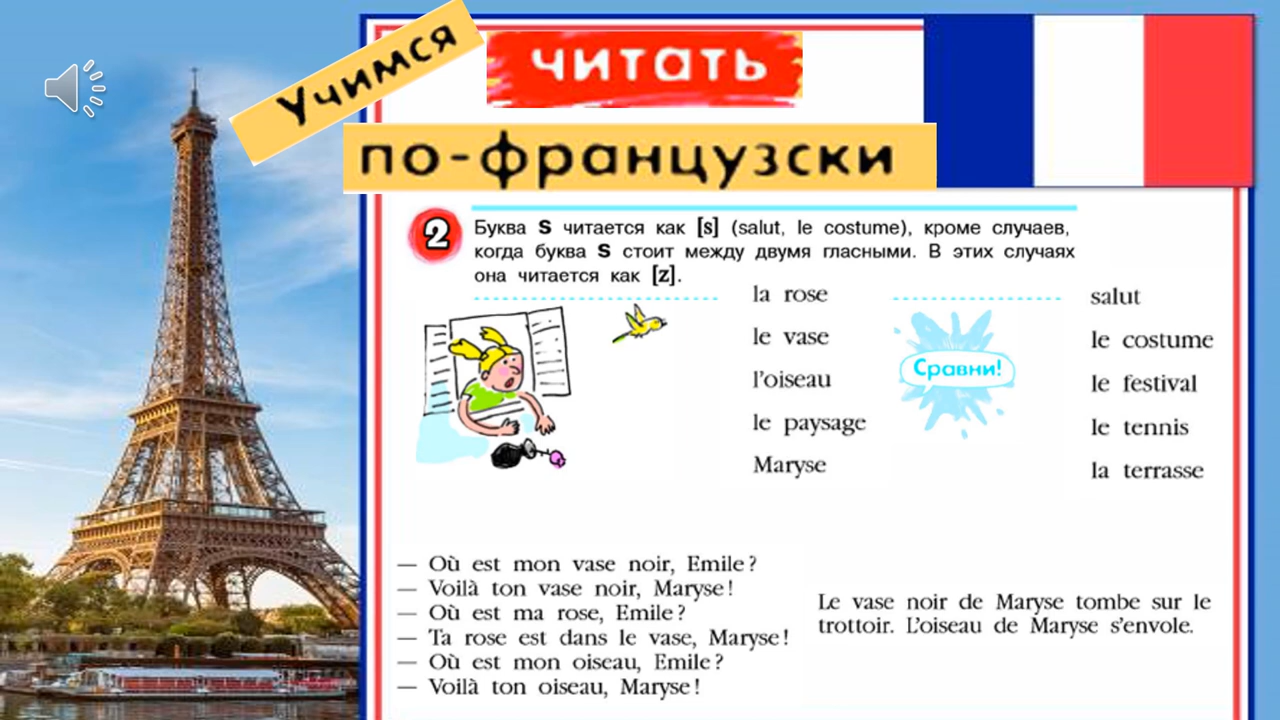 Учимся
читать
по-французски
2
Буква S читается как [s] (salut, le costume), кроме случаев,
когда буква S стоит между двумя гласными. В этих случаях
она читается как [z].
la rose
le vase
l'oiseau
le paysage
Maryse
Сравни!
salut
le costume
le festival
le tennis
la terrasse
— Où est mon vase noir, Emile?
— Voilà ton vase noir, Maryse!
— Où est ma rose, Emile?
— Ta rose est dans le vase, Maryse!
— Où est mon oiseau, Emile?
— Voilà ton oiseau, Maryse!
Le vase noir de Maryse tombe sur le
trottoir. L'oiseau de Maryse s'envole.